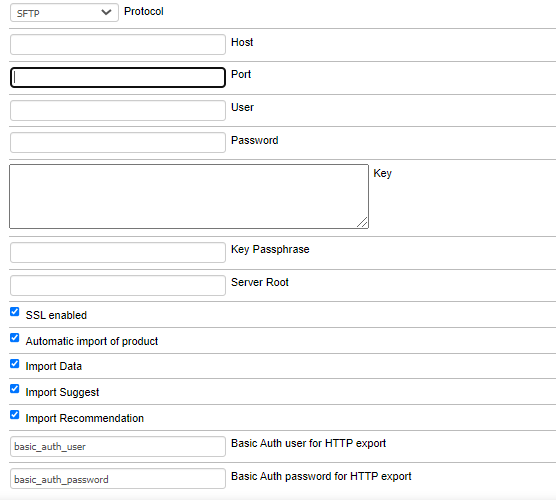 SFTP Protocol
Host
Port
User
Password
Key
Key Passphrase
Server Root
SSL enabled
Automatic import of product
Import Data
Import Suggest
Import Recommendation
basic_auth_user Basic Auth user for HTTP export
basic_auth_password Basic Auth password for HTTP export